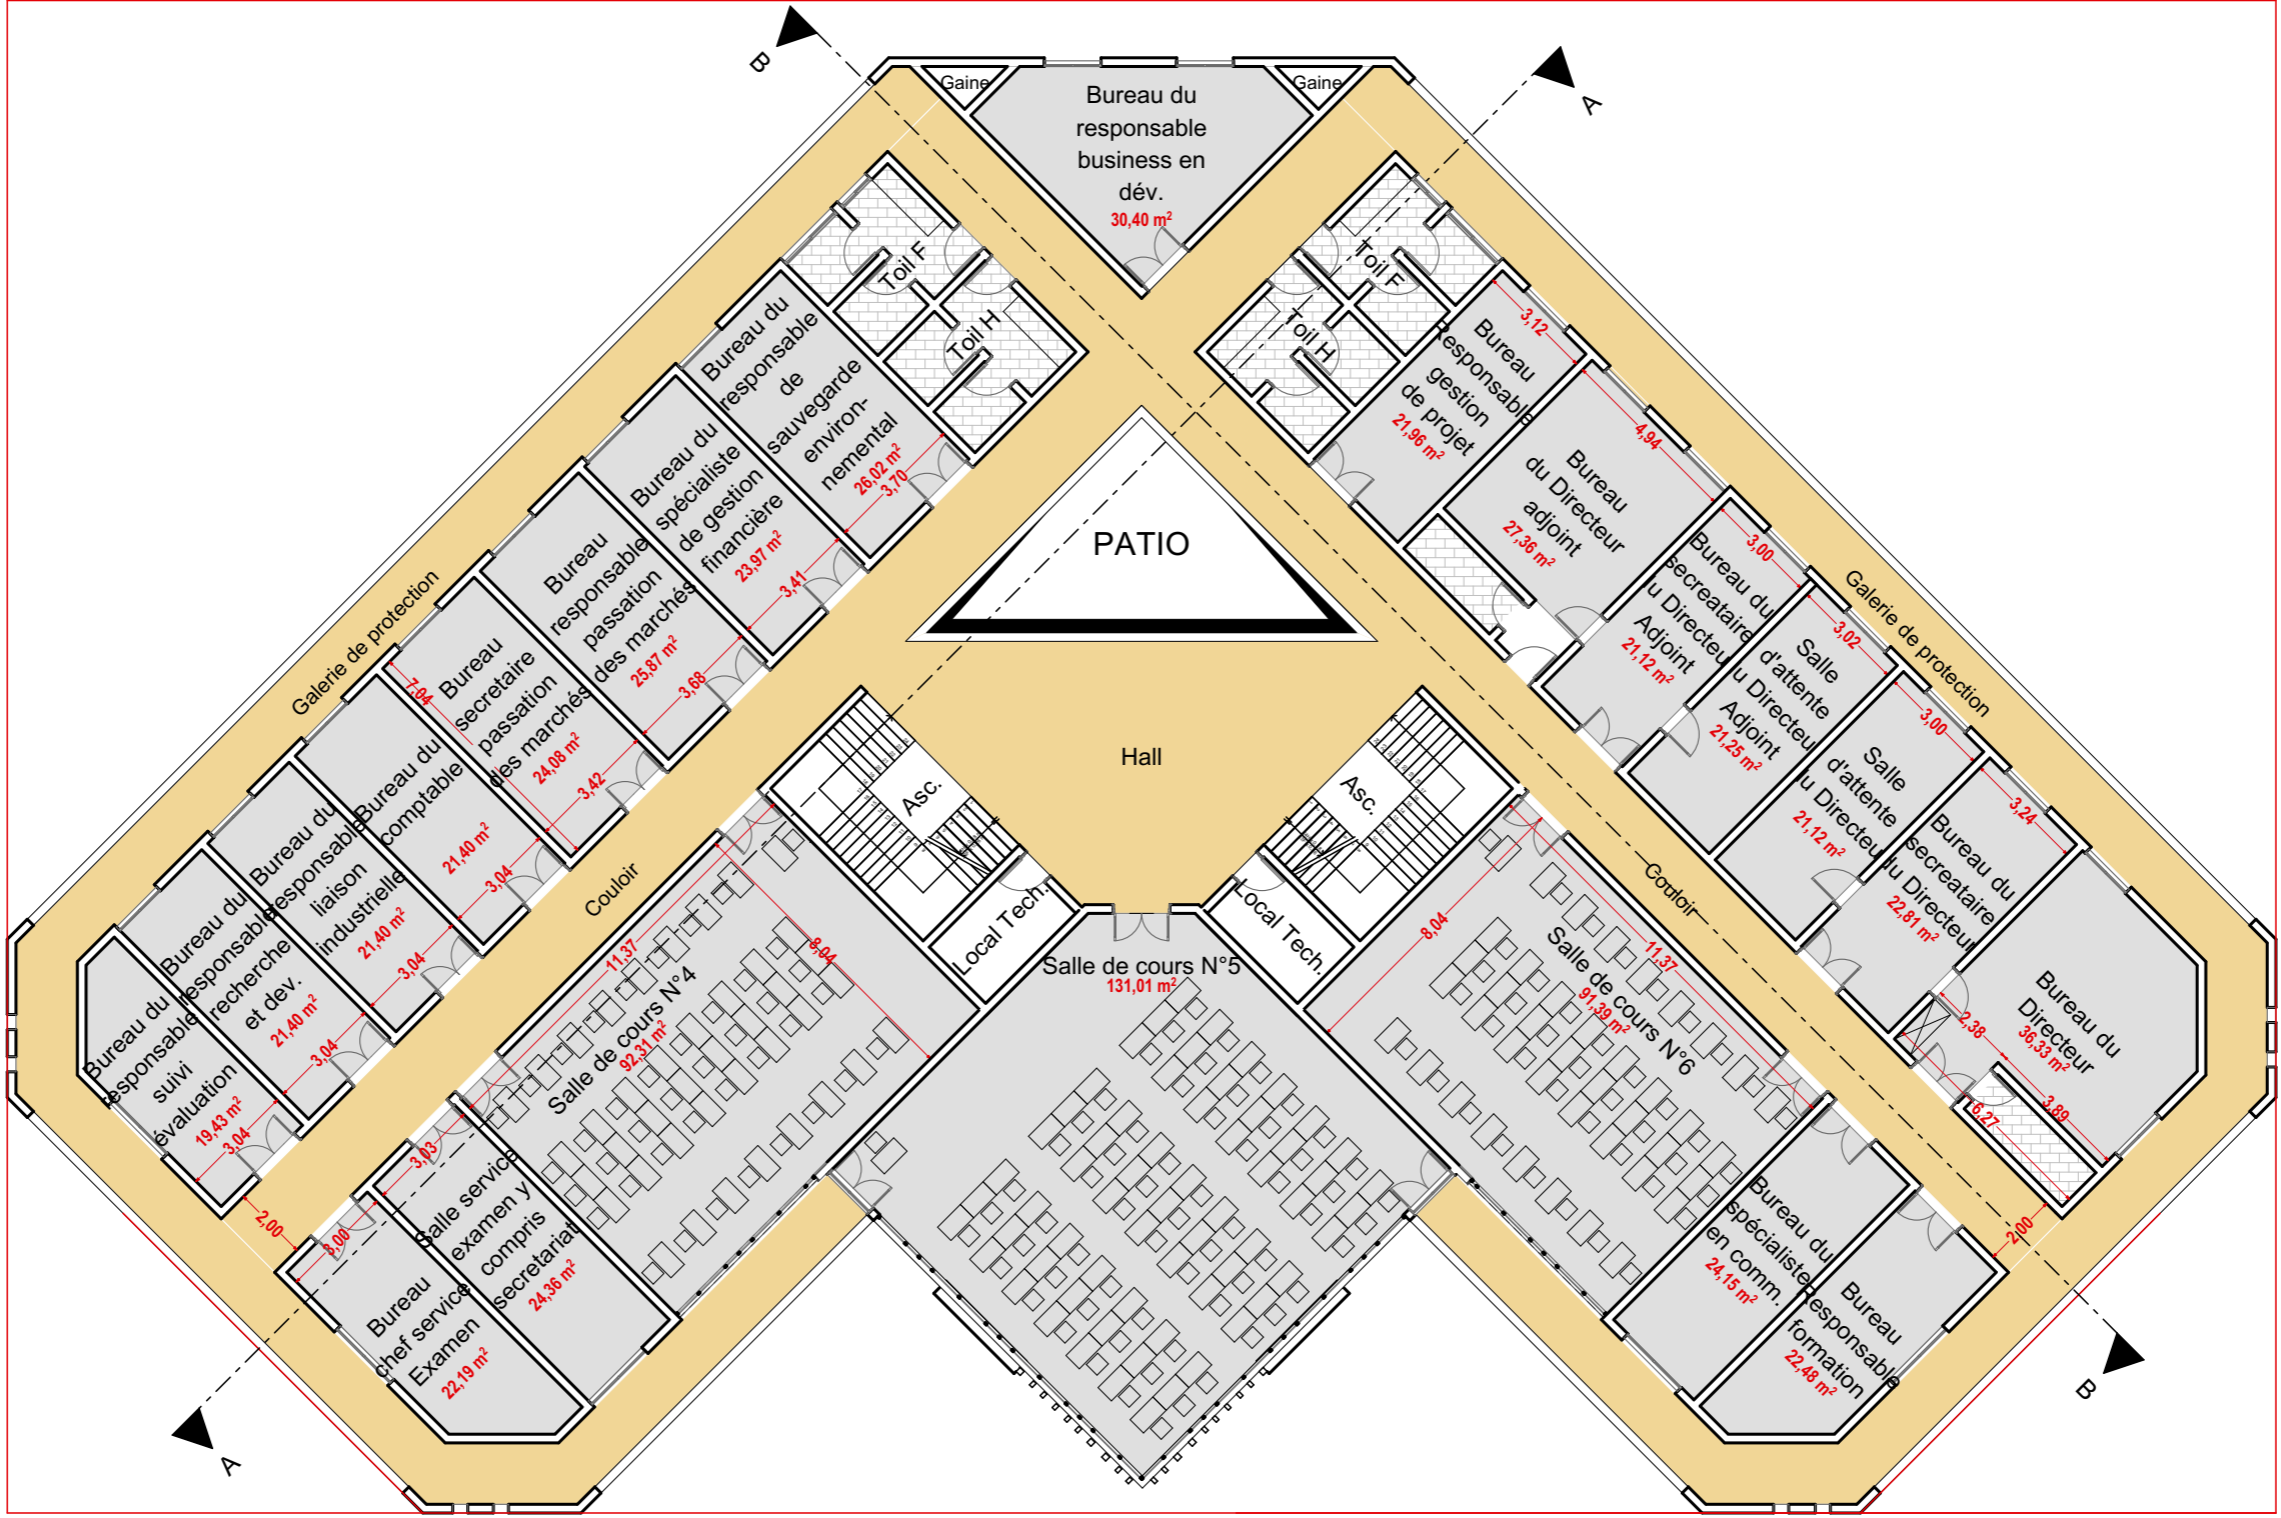 B
A
Gaine
Gaine
Bureau du
responsable
business en
dév.
30,40 m²
Toil F
Toil H
Toil F
Toil H
Bureau du
responsable
de
sauvegarde
environ-
nemental
26,02 m²
3,70
Bureau du
spécialiste
de gestion
financière
23,97 m²
3,41
Bureau
responsable
passation
des marchés
25,87 m²
3,68
Bureau
secretaire
passation
des marchés
24,08 m²
3,42
7,04
Bureau du
comptable
21,40 m²
3,04
Bureau du
responsable
liaison
industrielle
21,40 m²
3,04
Bureau du
responsable
recherche
et dev.
21,40 m²
3,04
Bureau du
responsable
suivi
évaluation
19,43 m²
3,04
Galerie de protection
Couloir
2,00
PATIO
Hall
Asc.
Asc.
Local Tech.
Local Tech.
Bureau
Responsable
gestion
de projet
21,96 m²
3,12
Bureau
du Directeur
adjoint
27,36 m²
4,94
Bureau du
secreataire
du Directeur
Adjoint
21,12 m²
3,00
Salle
d'attente
du Directeur
Adjoint
21,25 m²
3,02
Salle
d'attente
du Directeur
21,12 m²
3,00
Bureau du
secreataire
du Directeur
22,81 m²
3,24
Bureau du
Directeur
36,33 m²
2,38
3,89
6,27
Galerie de protection
Couloir
2,00
Salle de cours N°4
92,31 m²
11,37
8,04
Salle de cours N°5
131,01 m²
Salle de cours N°6
91,39 m²
11,37
8,04
Salle service
examen y
compris
secretariat
24,36 m²
3,03
Bureau
chef service
Examen
22,19 m²
3,00
Bureau du
spécialiste
en comm.
24,15 m²
Bureau
Responsable
formation
22,48 m²
A
B